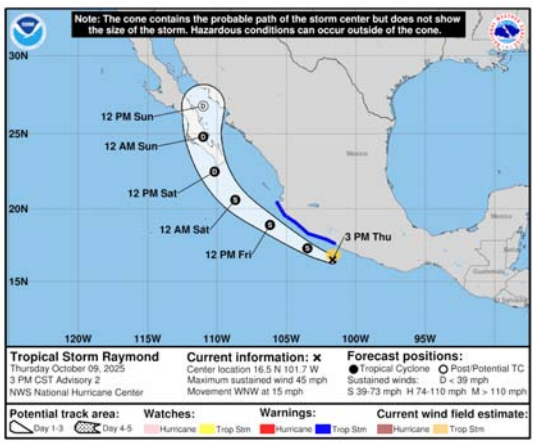 Note: The cone contains the probable path of the storm center but does not show
the size of the storm. Hazardous conditions can occur outside of the cone.
NOAA
30N
25N
20N
15N
12 PM Sun
12 AM Sun
12 PM Sat
12 AM Sat
12 PM Fri
3 PM Thu
D
D
D
S
S
S
Mexico
Mexico
Belize
Guatemala
El Salvador
120W 115W 110W 105W 100W 95W
Tropical Storm Raymond
Thursday October 09, 2025
3 PM CST Advisory 2
NWS National Hurricane Center
Current information: x
Center location 16.5 N 101.7 W
Maximum sustained wind 45 mph
Movement WNW at 15 mph
Forecast positions:
● Tropical Cyclone ○ Post/Potential TC
Sustained winds: D < 39 mph
S 39-73 mph H 74-110 mph M > 110 mph
Potential track area:
Day 1-3 Day 4-5
Watches:
Hurricane Trop Stm
Warnings:
Hurricane Trop Stm
Current wind field estimate:
Hurricane Trop Stm